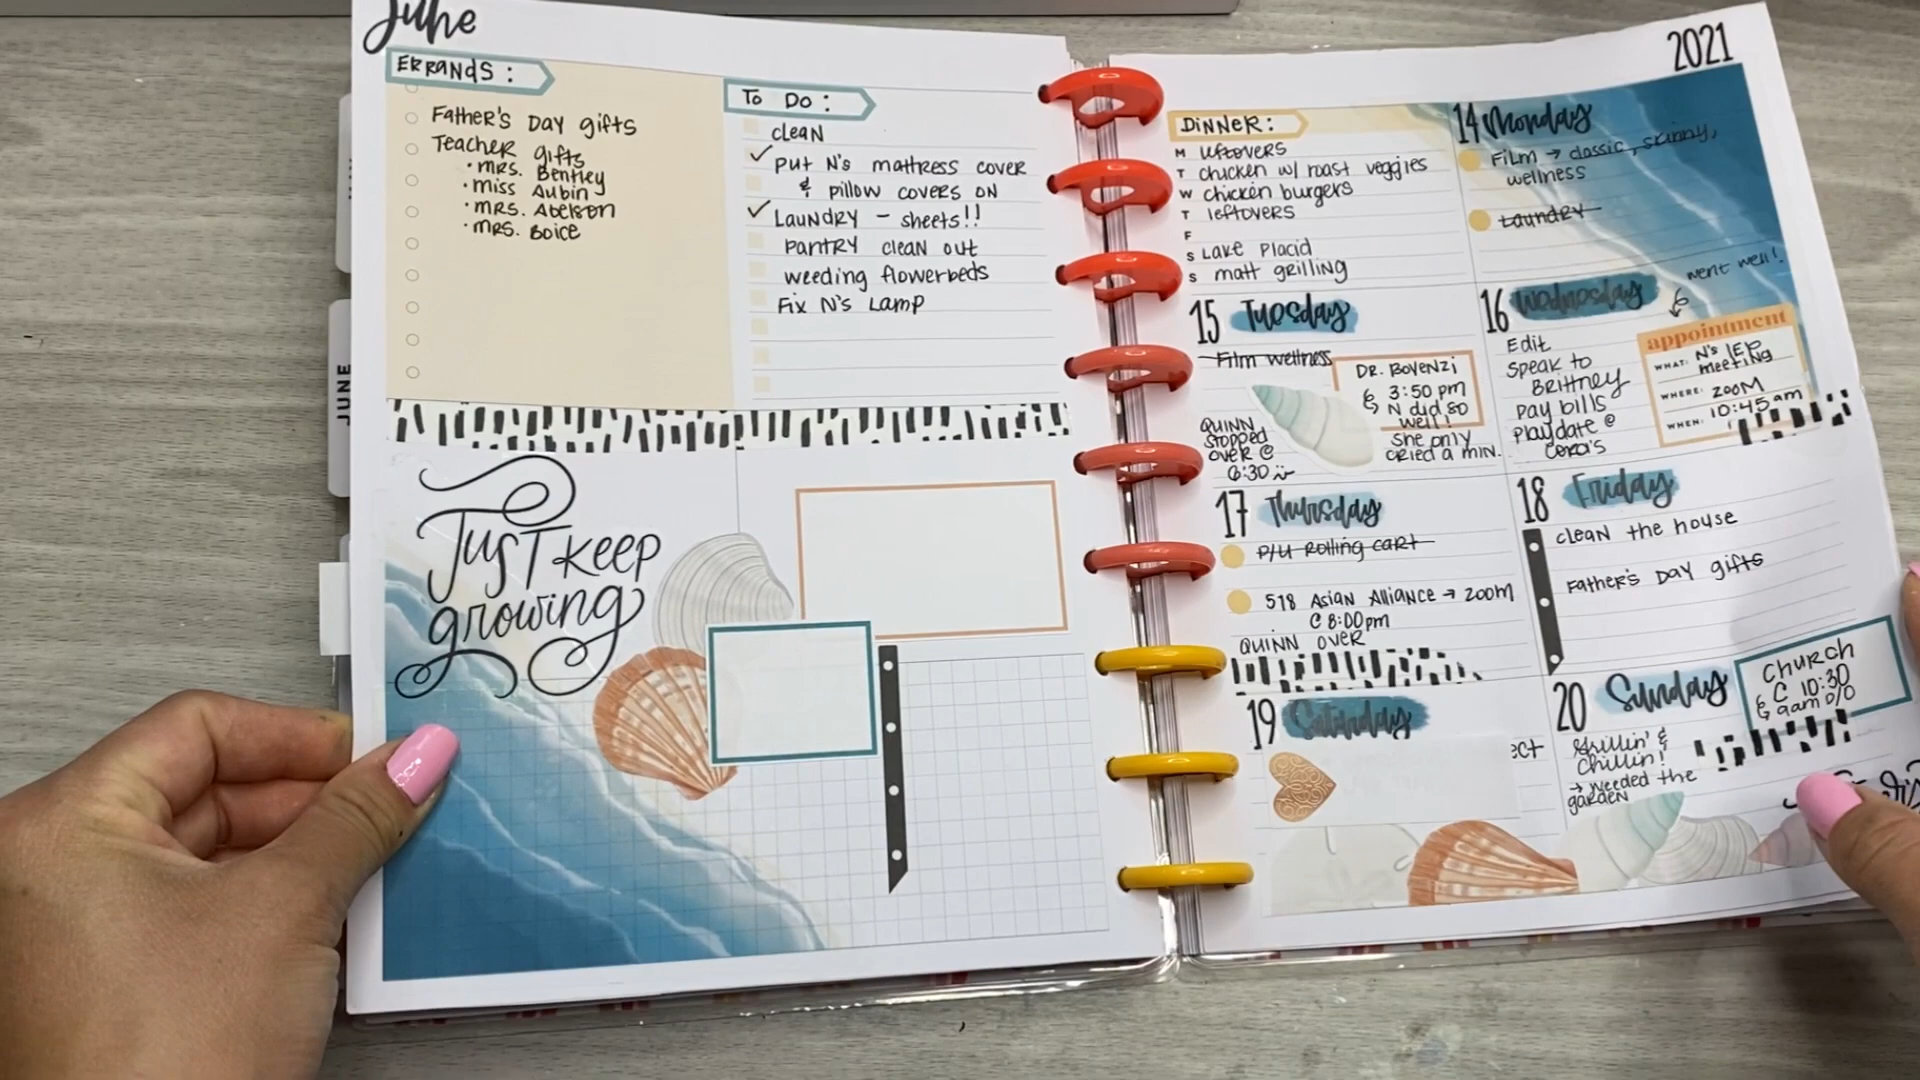 June
ERRANDS:
Father's Day gifts
Teacher gifts
• Mrs. Bentley
• Miss Aubin
• Mrs. Abelson
• Mrs. Boice
To Do:
clean
✓ Put N's mattress cover
& pillow covers on
✓ Laundry - sheets!!
pantry clean out
weeding flowerbeds
Fix N's Lamp
Just keep
growing
JUNE
2021
DINNER:
M Leftovers
T chicken w/ roast veggies
W chicken burgers
T leftovers
F
S Lake Placid
S matt grilling
14 Monday
Film → classic, skinny,
wellness
Laundry
15 Tuesday
Film wellness
DR. BOVENZI
3:50 pm
N did so
well!
She only
cried a min.
QUINN
stopped
over @
6:30
16 Wednesday
went well!
Edit
Speak to
Brittney
pay bills
playdate @
appointment
WHAT: N's IEP
meeting
WHERE: ZOOM
10:45am
WHEN:
17 Thursday
P/U Rolling cart
518 Asian Alliance → zoom
@ 8:00pm
QUINN over
18 Friday
clean the house
Father's Day gifts
19 Saturday
ect
20 Sunday
Church
@ 10:30
9am
Grillin' &
Chillin'!
→ weeded the
garden